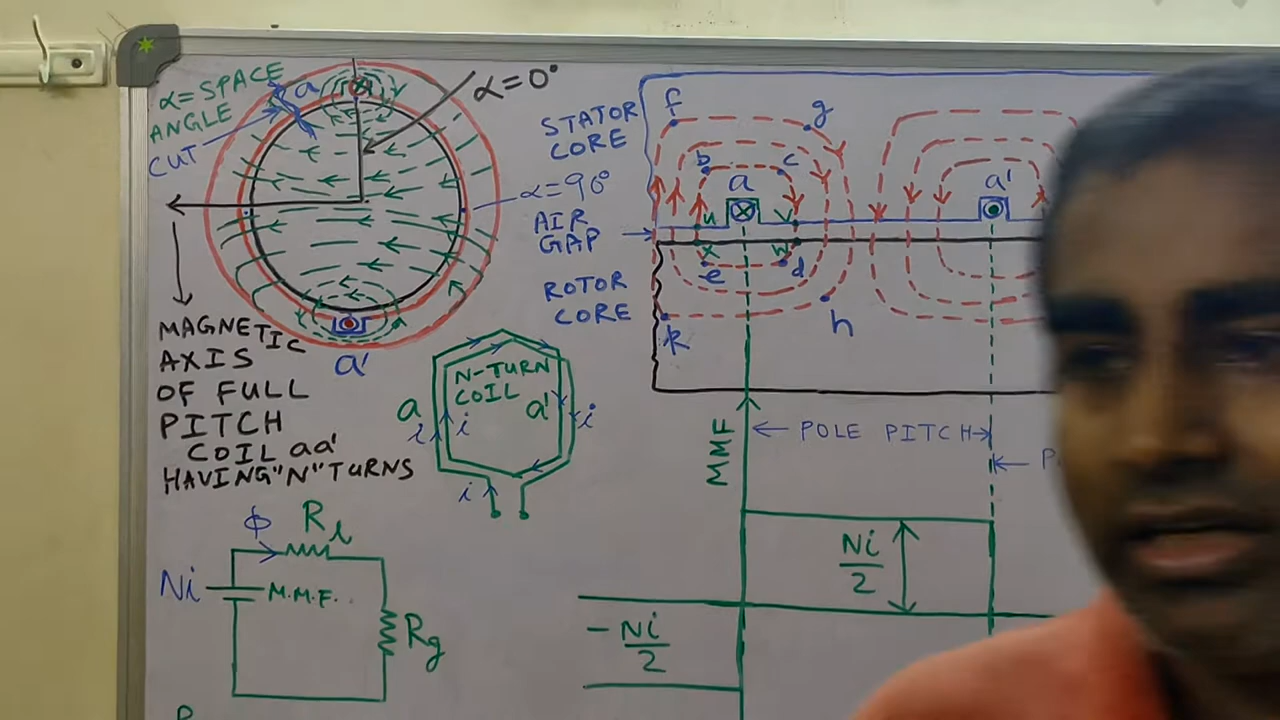 α=SPACE
ANGLE
CUT
a
α=0°
α=90°
a'
MAGNETIC
AXIS
OF FULL
PITCH
COIL aa'
HAVING "N" TURNS
N-TURN
COIL
a
a'
i
i
i
i
ϕ
Rl
Ni
M.M.F.
Rg
STATOR
CORE
AIR
GAP
ROTOR
CORE
f
g
b
c
a
a'
u
v
x
w
e
d
k
h
MMF
POLE PITCH
Ni
2
-Ni
2